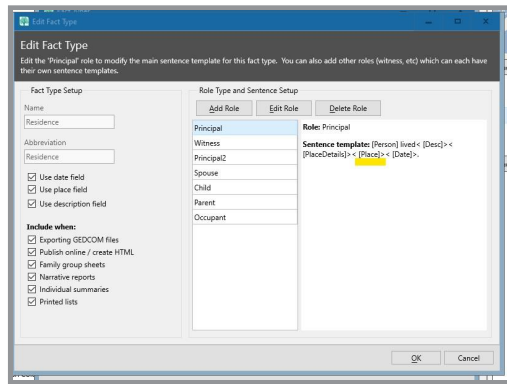 Edit Fact Type
Edit Fact Type
Edit the 'Principal' role to modify the main sentence template for this fact type. You can also add other roles (witness, etc) which can each have
their own sentence templates.
Fact Type Setup
Name
Residence
Abbreviation
Residence
Use date field
Use place field
Use description field
Include when:
Exporting GEDCOM files
Publish online / create HTML
Family group sheets
Narrative reports
Individual summaries
Printed lists
Role Type and Sentence Setup
Add Role
Edit Role
Delete Role
Principal
Witness
Principal2
Spouse
Child
Parent
Occupant
Role: Principal
Sentence template: [Person] lived< [Desc]><
[PlaceDetails]>< [Place]>< [Date]>.
OK
Cancel